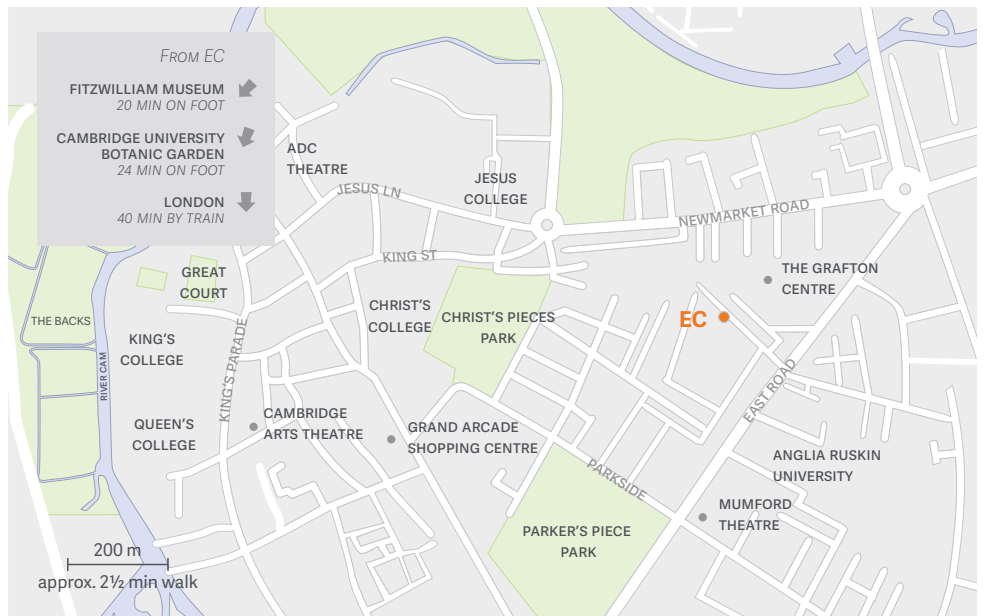 FROM EC
FITZWILLIAM MUSEUM
20 MIN ON FOOT
CAMBRIDGE UNIVERSITY
BOTANIC GARDEN
24 MIN ON FOOT
LONDON
40 MIN BY TRAIN
ADC
THEATRE
JESUS LN
JESUS
COLLEGE
NEWMARKET ROAD
KING ST
GREAT
COURT
THE GRAFTON
CENTRE
CHRIST'S
COLLEGE
CHRIST'S PIECES
PARK
EC
THE BACKS
KING'S
COLLEGE
RIVER CAM
KING'S PARADE
EAST ROAD
QUEEN'S
COLLEGE
CAMBRIDGE
ARTS THEATRE
GRAND ARCADE
SHOPPING CENTRE
ANGLIA RUSKIN
UNIVERSITY
PARKSIDE
MUMFORD
THEATRE
PARKER'S PIECE
PARK
200 m
approx. 2½ min walk